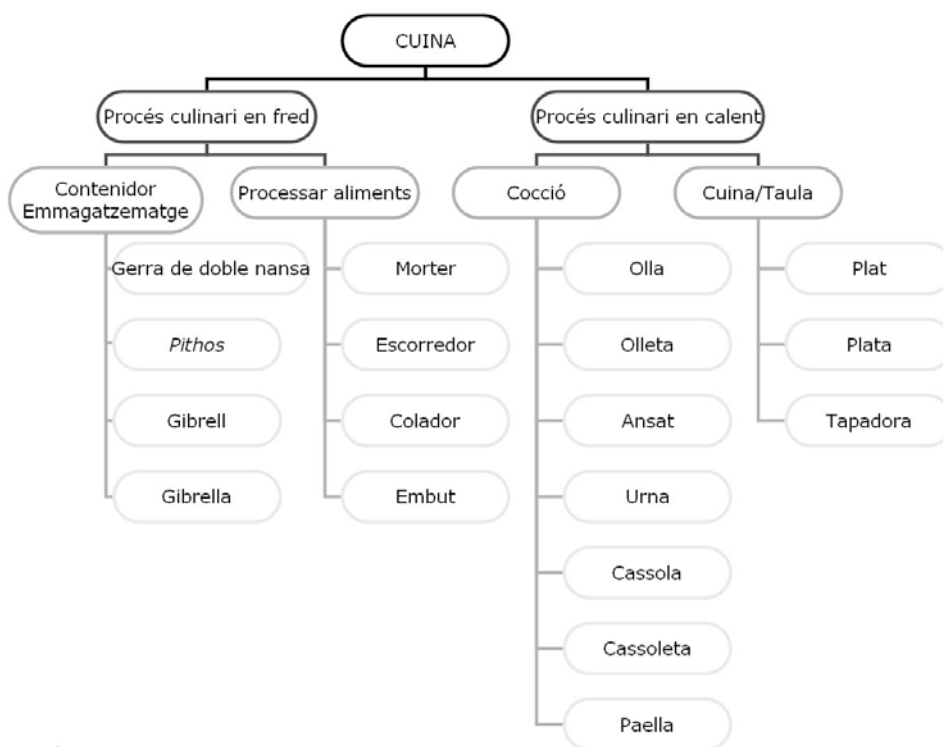 CUINA
Procés culinari en fred
Procés culinari en calent
Contenidor
Emmagatzematge
Processar aliments
Cocció
Cuina/Taula
Gerra de doble nansa
Morter
Olla
Plat
Pithos
Escorredor
Olleta
Plata
Gibrell
Colador
Ansat
Tapadora
Gibrella
Embut
Urna
Cassola
Cassoleta
Paella